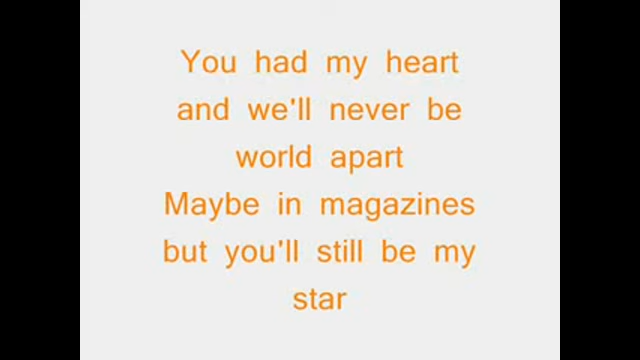 You had my heart
and we'll never be
world apart
Maybe in magazines
but you'll still be my
star